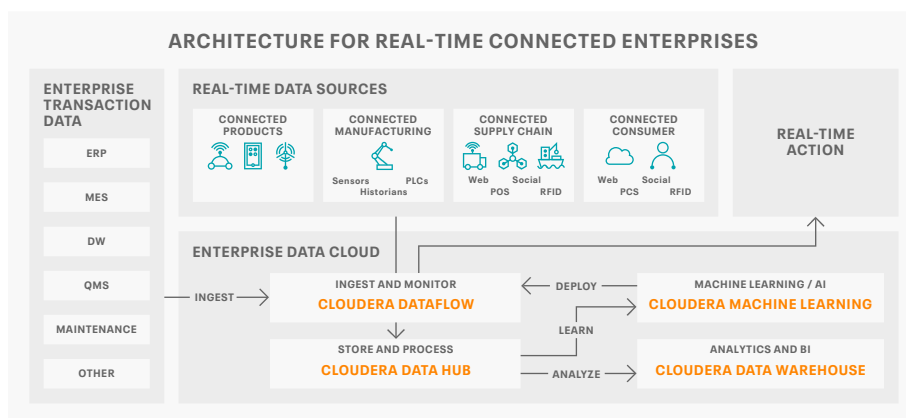 ARCHITECTURE FOR REAL-TIME CONNECTED ENTERPRISES
ENTERPRISE
TRANSACTION
DATA
ERP
MES
DW
QMS
MAINTENANCE
OTHER
REAL-TIME DATA SOURCES
CONNECTED
PRODUCTS
CONNECTED
MANUFACTURING
Sensors PLCs
Historians
CONNECTED
SUPPLY CHAIN
Web Social
POS RFID
CONNECTED
CONSUMER
Web Social
PCS RFID
REAL-TIME
ACTION
ENTERPRISE DATA CLOUD
INGEST
INGEST AND MONITOR
CLOUDERA DATAFLOW
DEPLOY
MACHINE LEARNING / AI
CLOUDERA MACHINE LEARNING
LEARN
STORE AND PROCESS
CLOUDERA DATA HUB
ANALYZE
ANALYTICS AND BI
CLOUDERA DATA WAREHOUSE